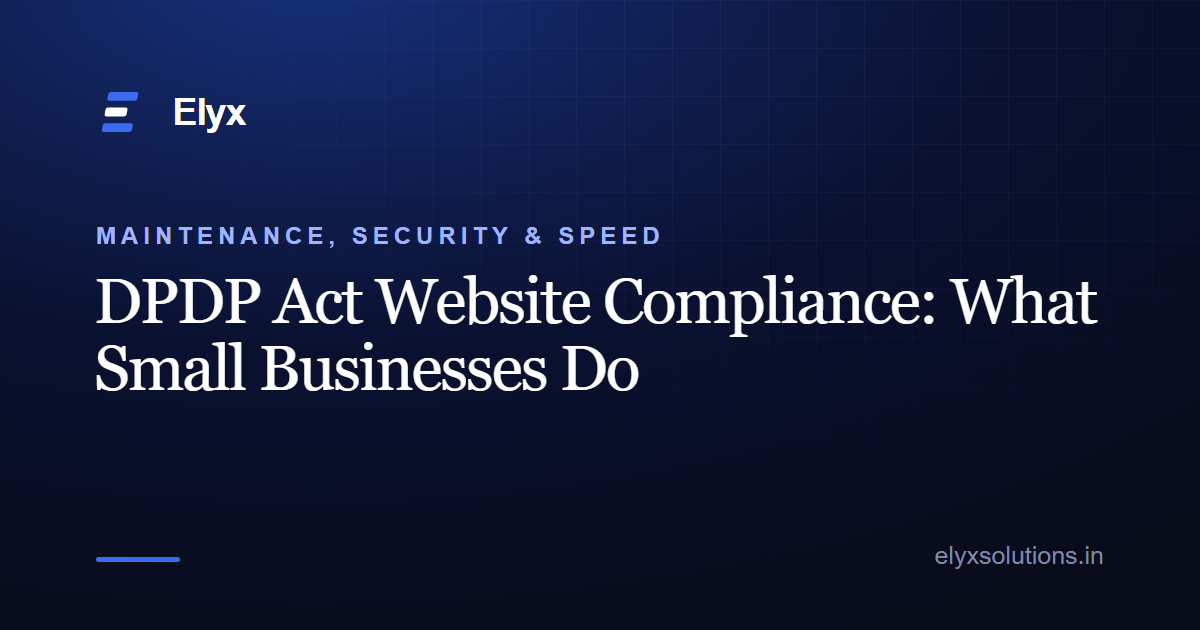 Elyx
MAINTENANCE, SECURITY & SPEED
DPDP Act Website Compliance: What
Small Businesses Do
elyxsolutions.in